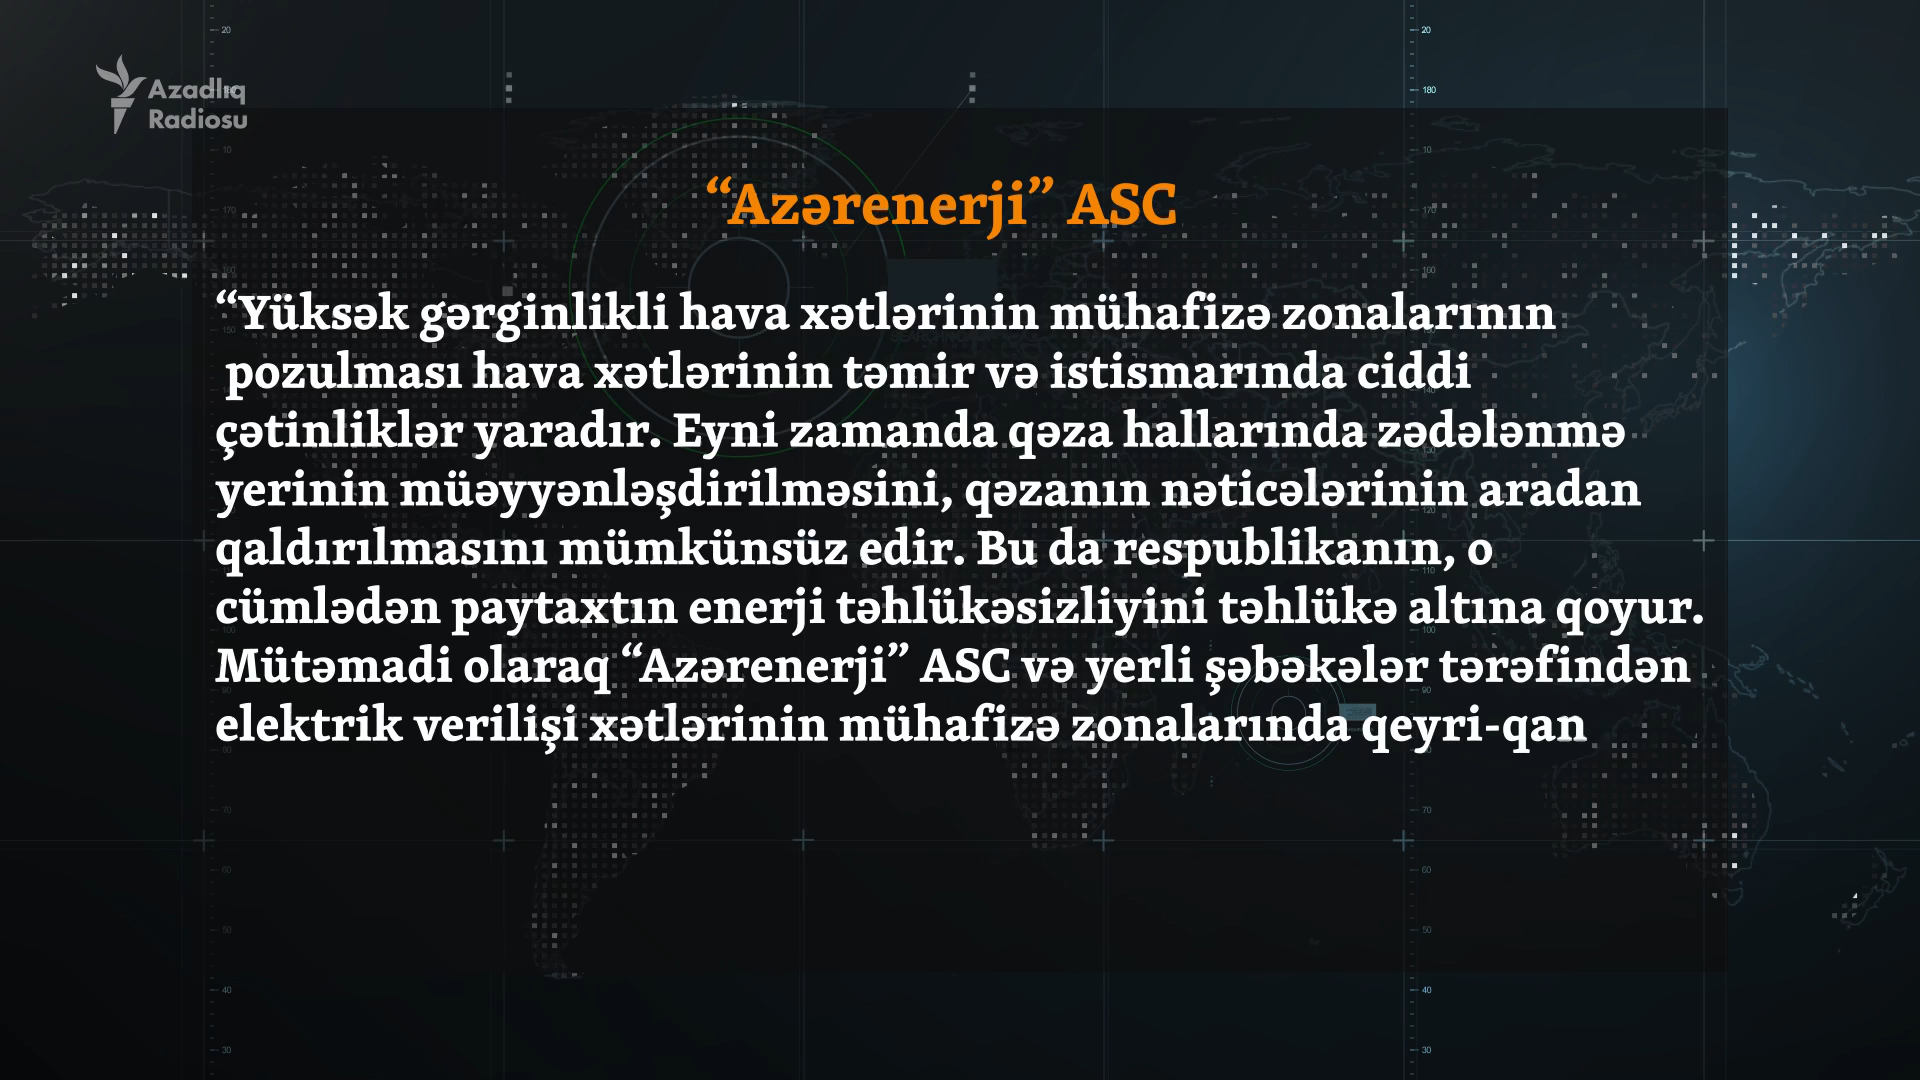 Azadlıq
Radiosu
“Azərenerji” ASC
“Yüksək gərginlikli hava xətlərinin mühafizə zonalarının
pozulması hava xətlərinin təmir və istismarında ciddi
çətinliklər yaradır. Eyni zamanda qəza hallarında zədələnmə
yerinin müəyyənləşdirilməsini, qəzanın nəticələrinin aradan
qaldırılmasını mümkünsüz edir. Bu da respublikanın, o
cümlədən paytaxtın enerji təhlükəsizliyini təhlükə altına qoyur.
Mütəmadi olaraq “Azərenerji” ASC və yerli şəbəkələr tərəfindən
elektrik verilişi xətlərinin mühafizə zonalarında qeyri-qan